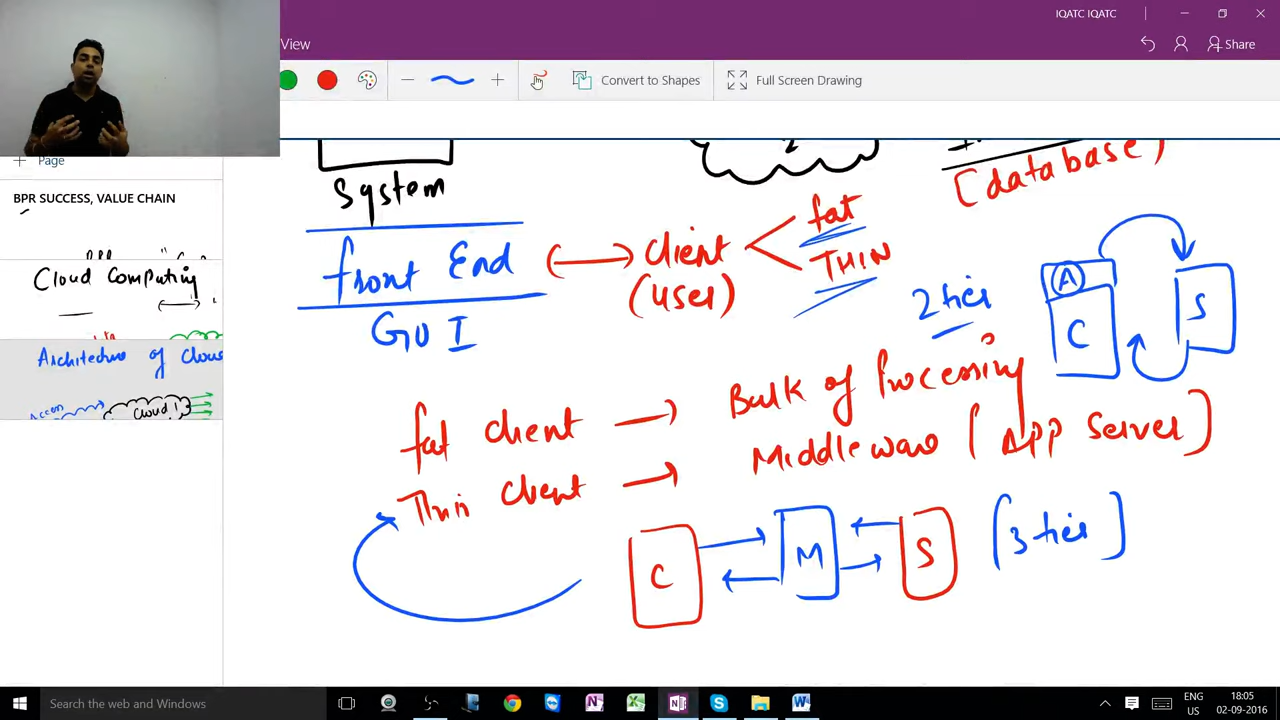 IQATC IQATC
View
Share
Convert to Shapes
Full Screen Drawing
Page
BPR SUCCESS, VALUE CHAIN
Cloud Computing
Architecture of Cloud
Access
Cloud
System
[database]
front End
client
(user)
fat
THIN
GUI
2 tier
A
C
S
fat client → Bulk of Processing
Thin client → Middleware [APP Server]
C
M
S
[3 tier]
Search the web and Windows
ENG
US
18:05
02-09-2016